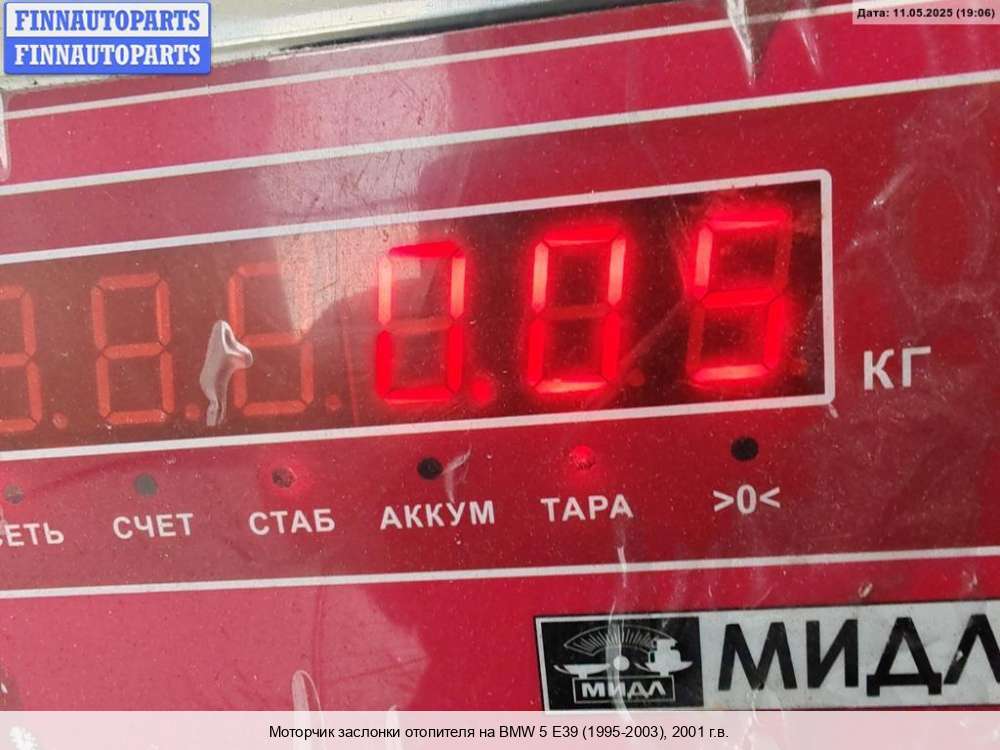 FINNAUTOPARTS
FINNAUTOPARTS
Дата: 11.05.2025 (19:06)
0.05
КГ
СЧЕТ СТАБ АККУМ ТАРА >0<
МИДЛ
МИДЛ
Моторчик заслонки отопителя на BMW 5 E39 (1995-2003), 2001 г.в.